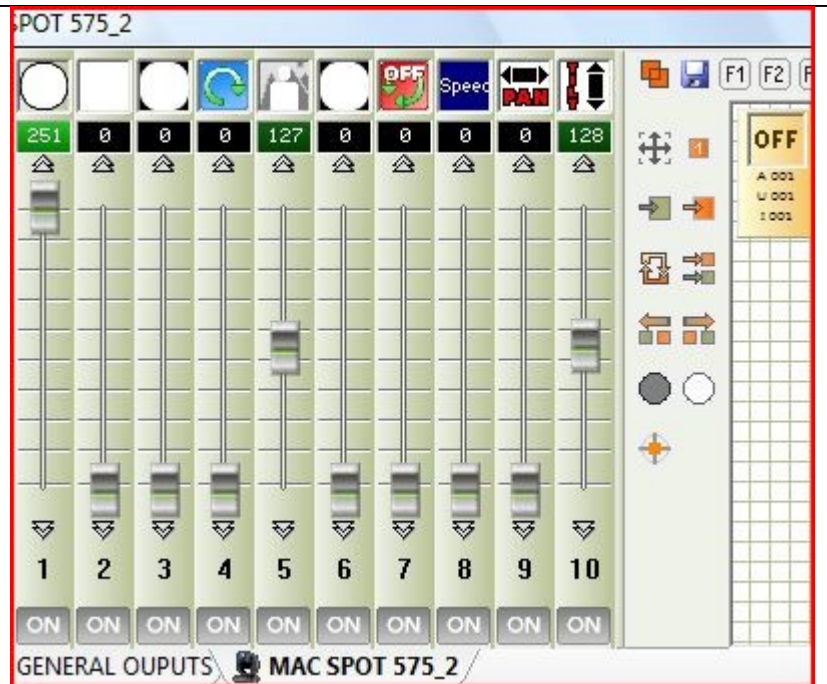 SPOT 575_2
OFF Speed PAN
F1 F2 F
251 0 0 0 127 0 0 0 0 128
1
OFF
A 001
U 001
I 001
1 2 3 4 5 6 7 8 9 10
ON ON ON ON ON ON ON ON ON ON
GENERAL OUPUTS MAC SPOT 575_2